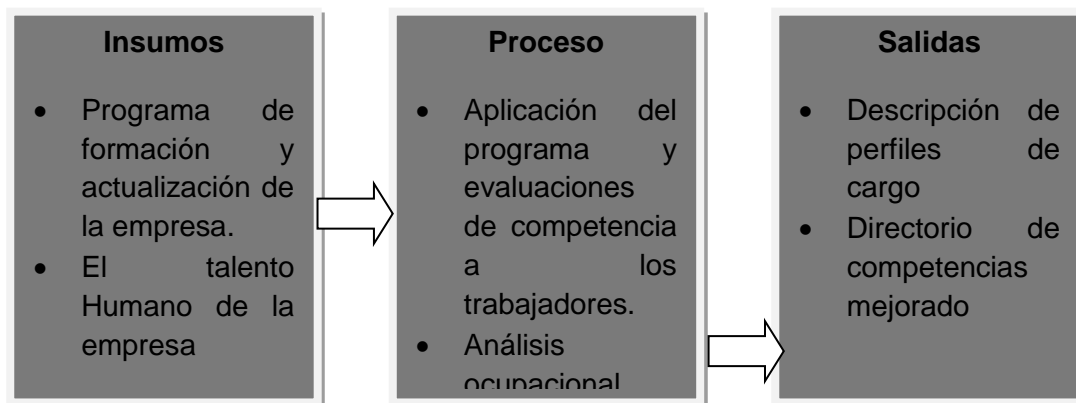 Insumos
• Programa de
formación y
actualización de
la empresa.
• El talento
Humano de la
empresa
Proceso
• Aplicación del
programa y
evaluaciones
de competencia
a los
trabajadores.
• Análisis
ocupacional
Salidas
• Descripción de
perfiles de
cargo
• Directorio de
competencias
mejorado